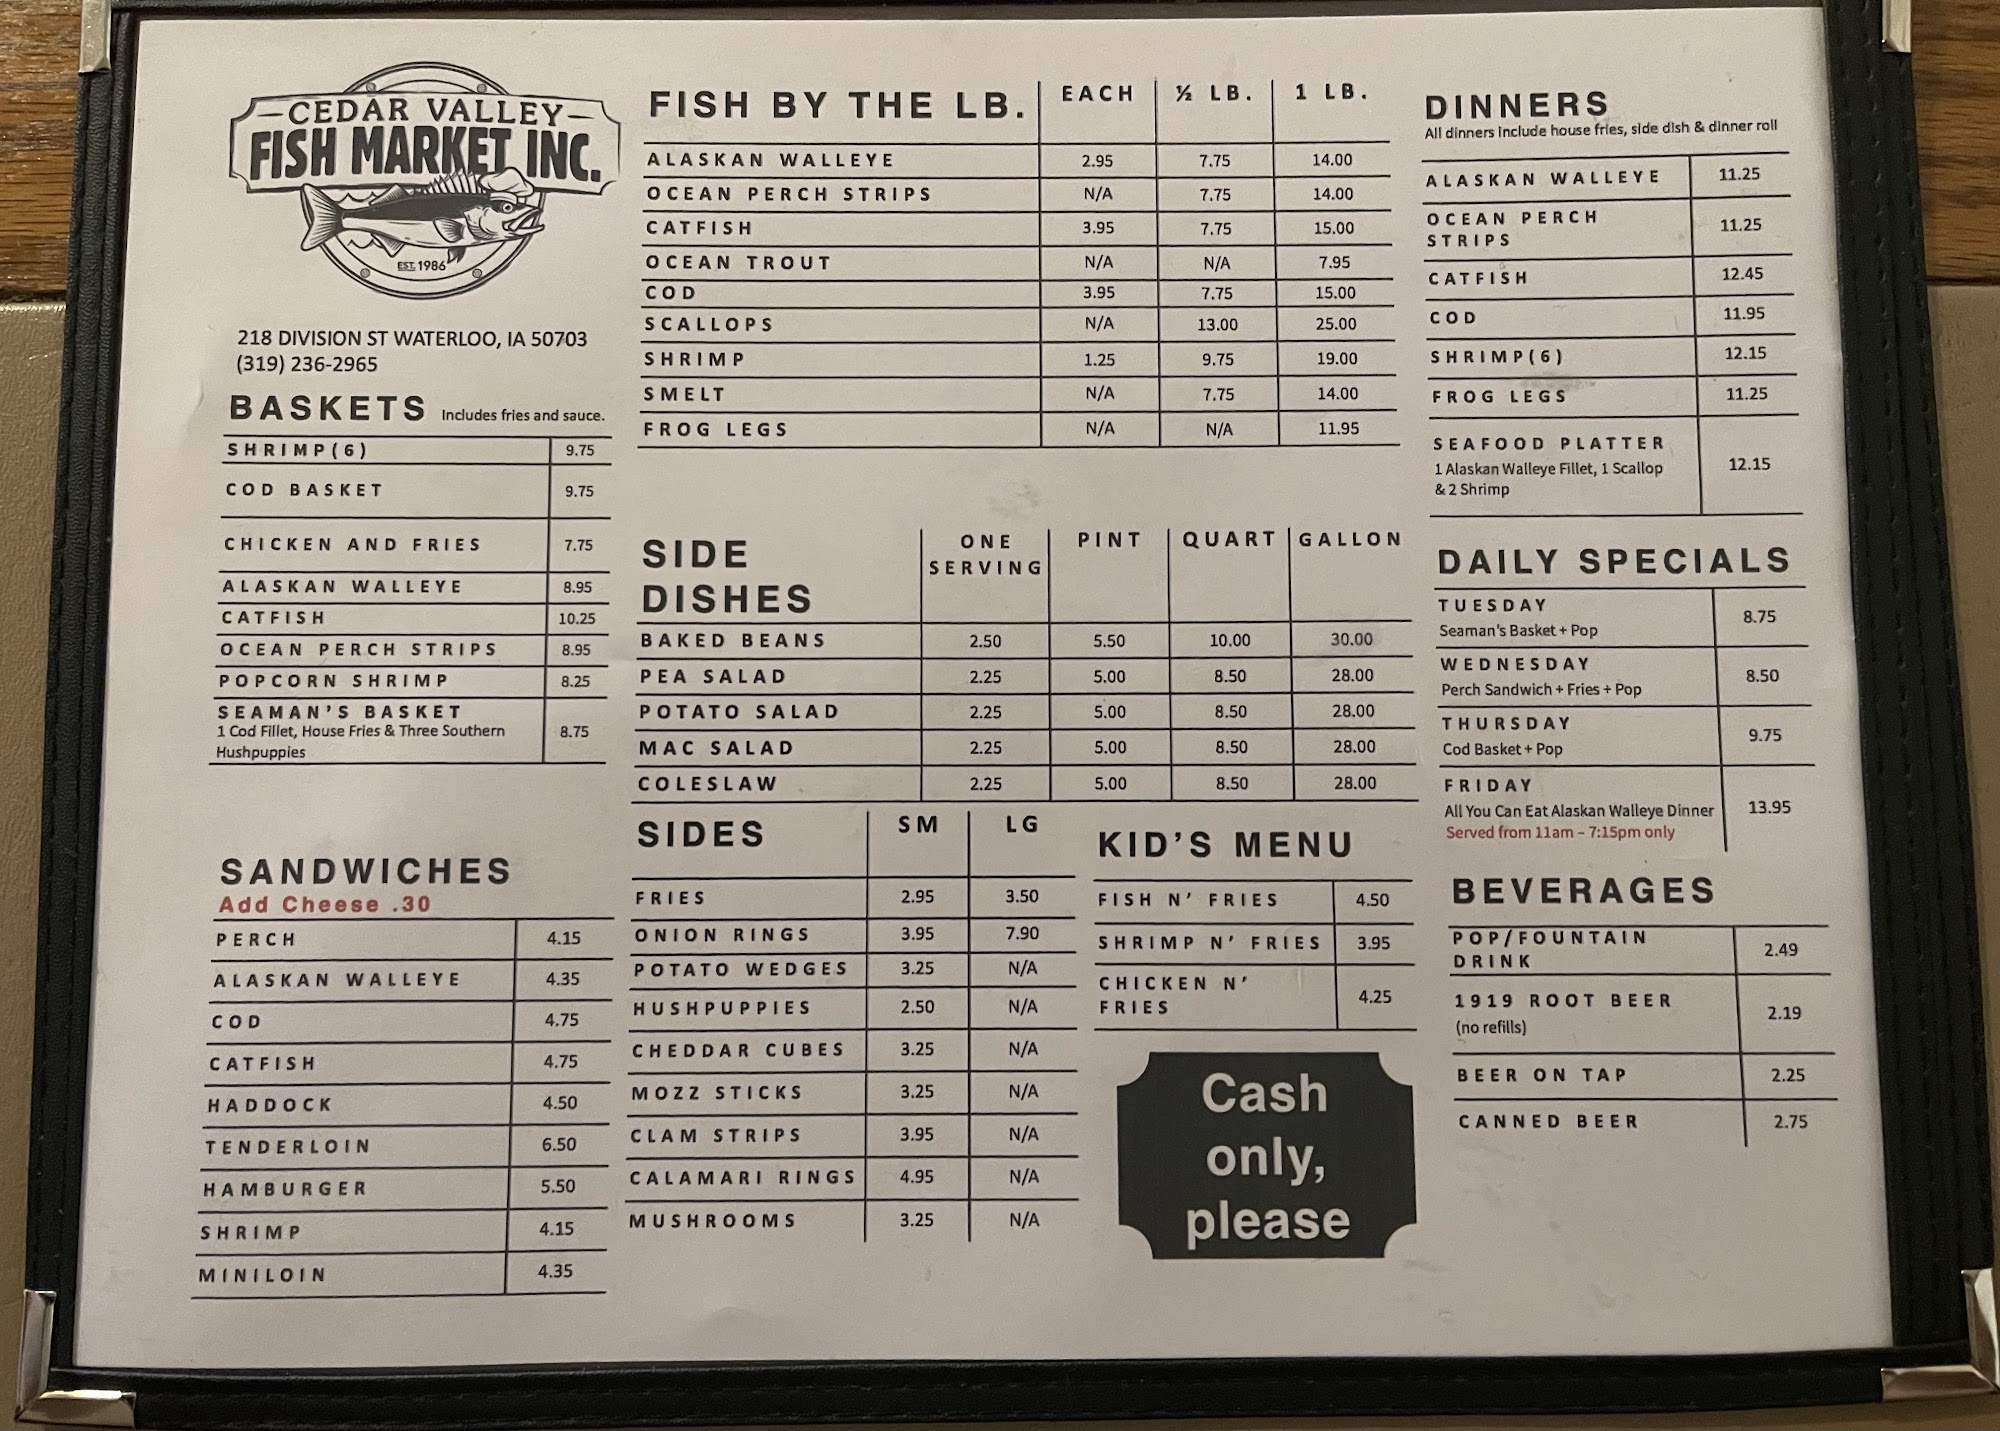 CEDAR VALLEY
FISH MARKET INC.
EST. 1986
218 DIVISION ST WATERLOO, IA 50703
(319) 236-2965
BASKETS Includes fries and sauce.
SHRIMP(6) 9.75
COD BASKET 9.75
CHICKEN AND FRIES 7.75
ALASKAN WALLEYE 8.95
CATFISH 10.25
OCEAN PERCH STRIPS 8.95
POPCORN SHRIMP 8.25
SEAMAN'S BASKET
1 Cod Fillet, House Fries & Three Southern 8.75
Hushpuppies
SANDWICHES
Add Cheese .30
PERCH 4.15
ALASKAN WALLEYE 4.35
COD 4.75
CATFISH 4.75
HADDOCK 4.50
TENDERLOIN 6.50
HAMBURGER 5.50
SHRIMP 4.15
MINILOIN 4.35
FISH BY THE LB. EACH ½ LB. 1 LB.
ALASKAN WALLEYE 2.95 7.75 14.00
OCEAN PERCH STRIPS N/A 7.75 14.00
CATFISH 3.95 7.75 15.00
OCEAN TROUT N/A N/A 7.95
COD 3.95 7.75 15.00
SCALLOPS N/A 13.00 25.00
SHRIMP 1.25 9.75 19.00
SMELT N/A 7.75 14.00
FROG LEGS N/A N/A 11.95
SIDE
DISHES
ONE
SERVING
PINT QUART GALLON
BAKED BEANS 2.50 5.50 10.00 30.00
PEA SALAD 2.25 5.00 8.50 28.00
POTATO SALAD 2.25 5.00 8.50 28.00
MAC SALAD 2.25 5.00 8.50 28.00
COLESLAW 2.25 5.00 8.50 28.00
SIDES SM LG
FRIES 2.95 3.50
ONION RINGS 3.95 7.90
POTATO WEDGES 3.25 N/A
HUSHPUPPIES 2.50 N/A
CHEDDAR CUBES 3.25 N/A
MOZZ STICKS 3.25 N/A
CLAM STRIPS 3.95 N/A
CALAMARI RINGS 4.95 N/A
MUSHROOMS 3.25 N/A
KID'S MENU
FISH N' FRIES 4.50
SHRIMP N' FRIES 3.95
CHICKEN N'
FRIES 4.25
Cash
only,
please
DINNERS
All dinners include house fries, side dish & dinner roll
ALASKAN WALLEYE 11.25
OCEAN PERCH
STRIPS 11.25
CATFISH 12.45
COD 11.95
SHRIMP(6) 12.15
FROG LEGS 11.25
SEAFOOD PLATTER
1 Alaskan Walleye Fillet, 1 Scallop 12.15
& 2 Shrimp
DAILY SPECIALS
TUESDAY 8.75
Seaman's Basket + Pop
WEDNESDAY 8.50
Perch Sandwich + Fries + Pop
THURSDAY 9.75
Cod Basket + Pop
FRIDAY
All You Can Eat Alaskan Walleye Dinner 13.95
Served from 11am – 7:15pm only
BEVERAGES
POP/FOUNTAIN
DRINK 2.49
1919 ROOT BEER 2.19
(no refills)
BEER ON TAP 2.25
CANNED BEER 2.75